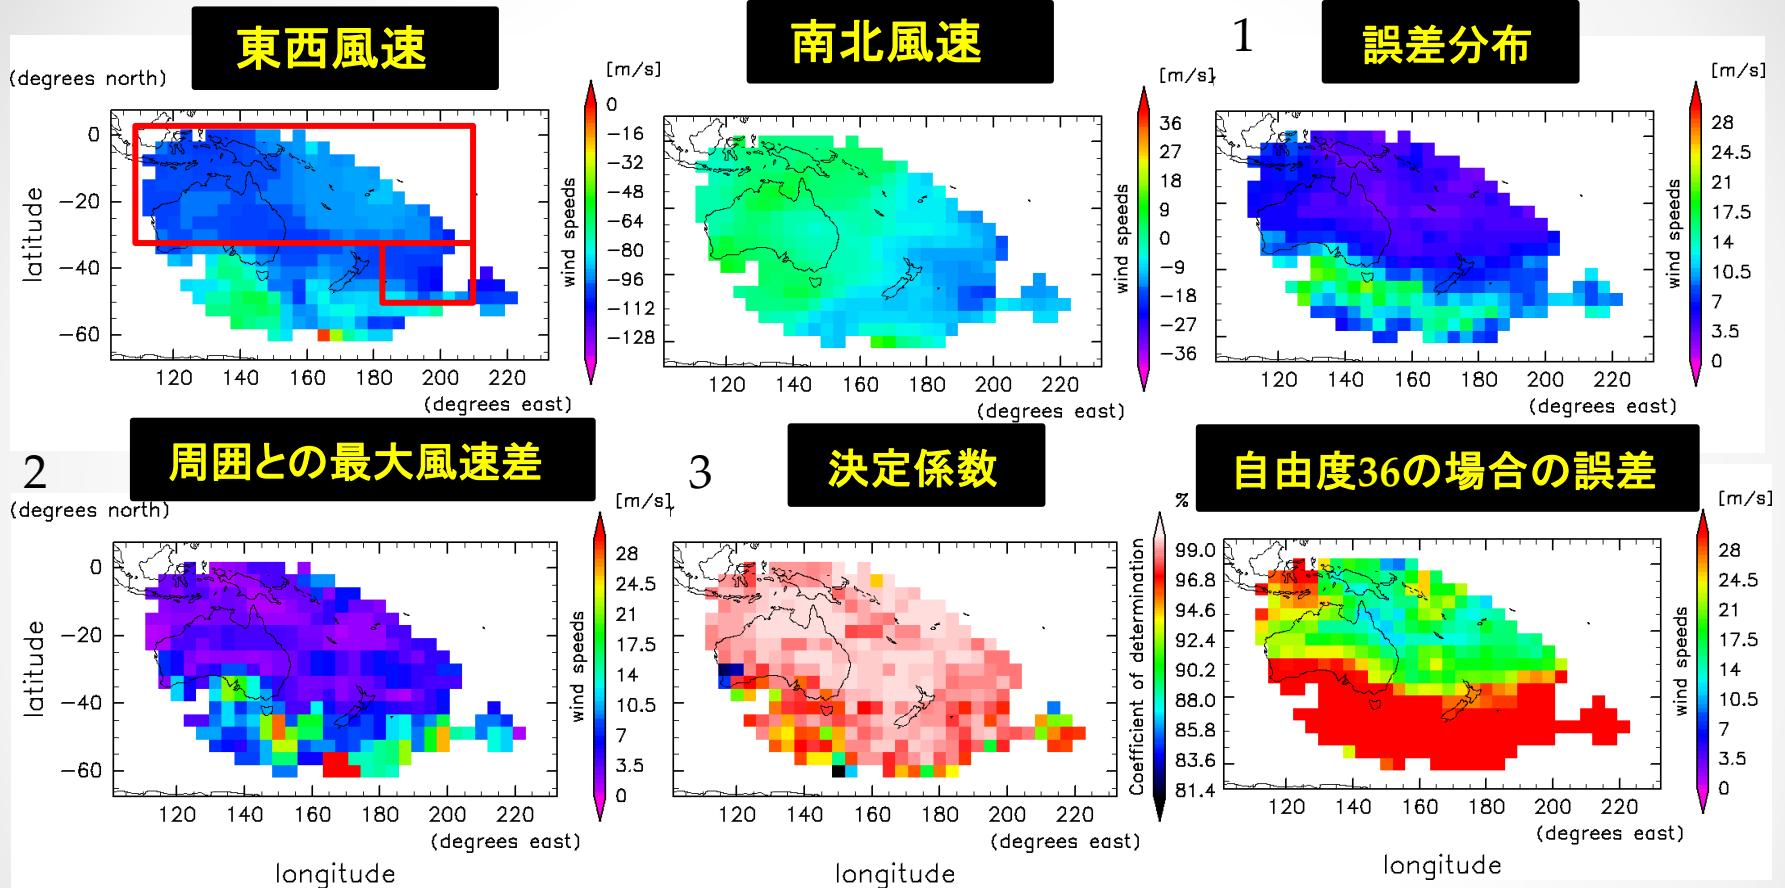 東西風速
(degrees north)
[m/s]
0
−16
−32
−48
−64
−80
−96
−112
−128
wind speeds
0
−20
−40
−60
latitude
120 140 160 180 200 220
(degrees east)
南北風速
[m/s]
36
27
18
9
0
−9
−18
−27
−36
wind speeds
120 140 160 180 200 220
(degrees east)
1
誤差分布
[m/s]
28
24.5
21
17.5
14
10.5
7
3.5
0
wind speeds
120 140 160 180 200 220
(degrees east)
2
周囲との最大風速差
(degrees north)
[m/s]
28
24.5
21
17.5
14
10.5
7
3.5
0
wind speeds
0
−20
−40
−60
latitude
120 140 160 180 200 220
(degrees east)
longitude
3
決定係数
%
99.0
96.8
94.6
92.4
90.2
88.0
85.8
83.6
81.4
Coefficient of determination
120 140 160 180 200 220
(degrees east)
longitude
自由度36の場合の誤差
[m/s]
28
24.5
21
17.5
14
10.5
7
3.5
0
wind speeds
120 140 160 180 200 220
(degrees east)
longitude